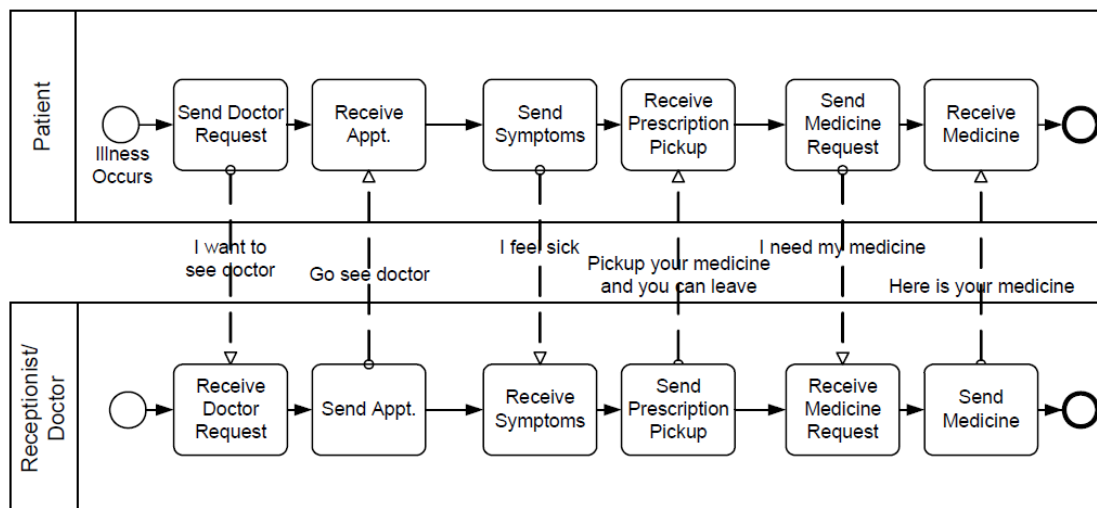 Patient
Illness
Occurs
Send Doctor
Request
Receive
Appt.
Send
Symptoms
Receive
Prescription
Pickup
Send
Medicine
Request
Receive
Medicine
I want to
see doctor
Go see doctor
I feel sick
Pickup your medicine
and you can leave
I need my medicine
Here is your medicine
Receptionist/
Doctor
Receive
Doctor
Request
Send Appt.
Receive
Symptoms
Send
Prescription
Pickup
Receive
Medicine
Request
Send
Medicine